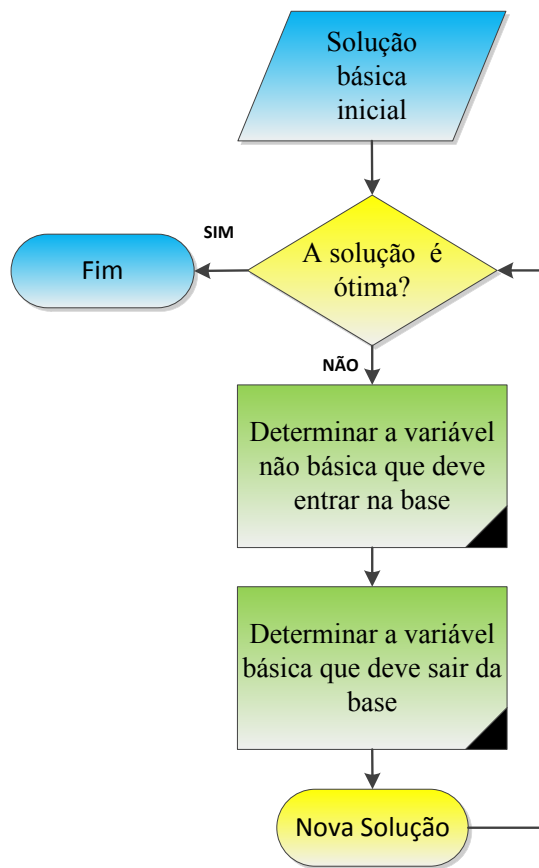 Solução
básica
inicial
SIM
A solução é
ótima?
Fim
NÃO
Determinar a variável
não básica que deve
entrar na base
Determinar a variável
básica que deve sair da
base
Nova Solução